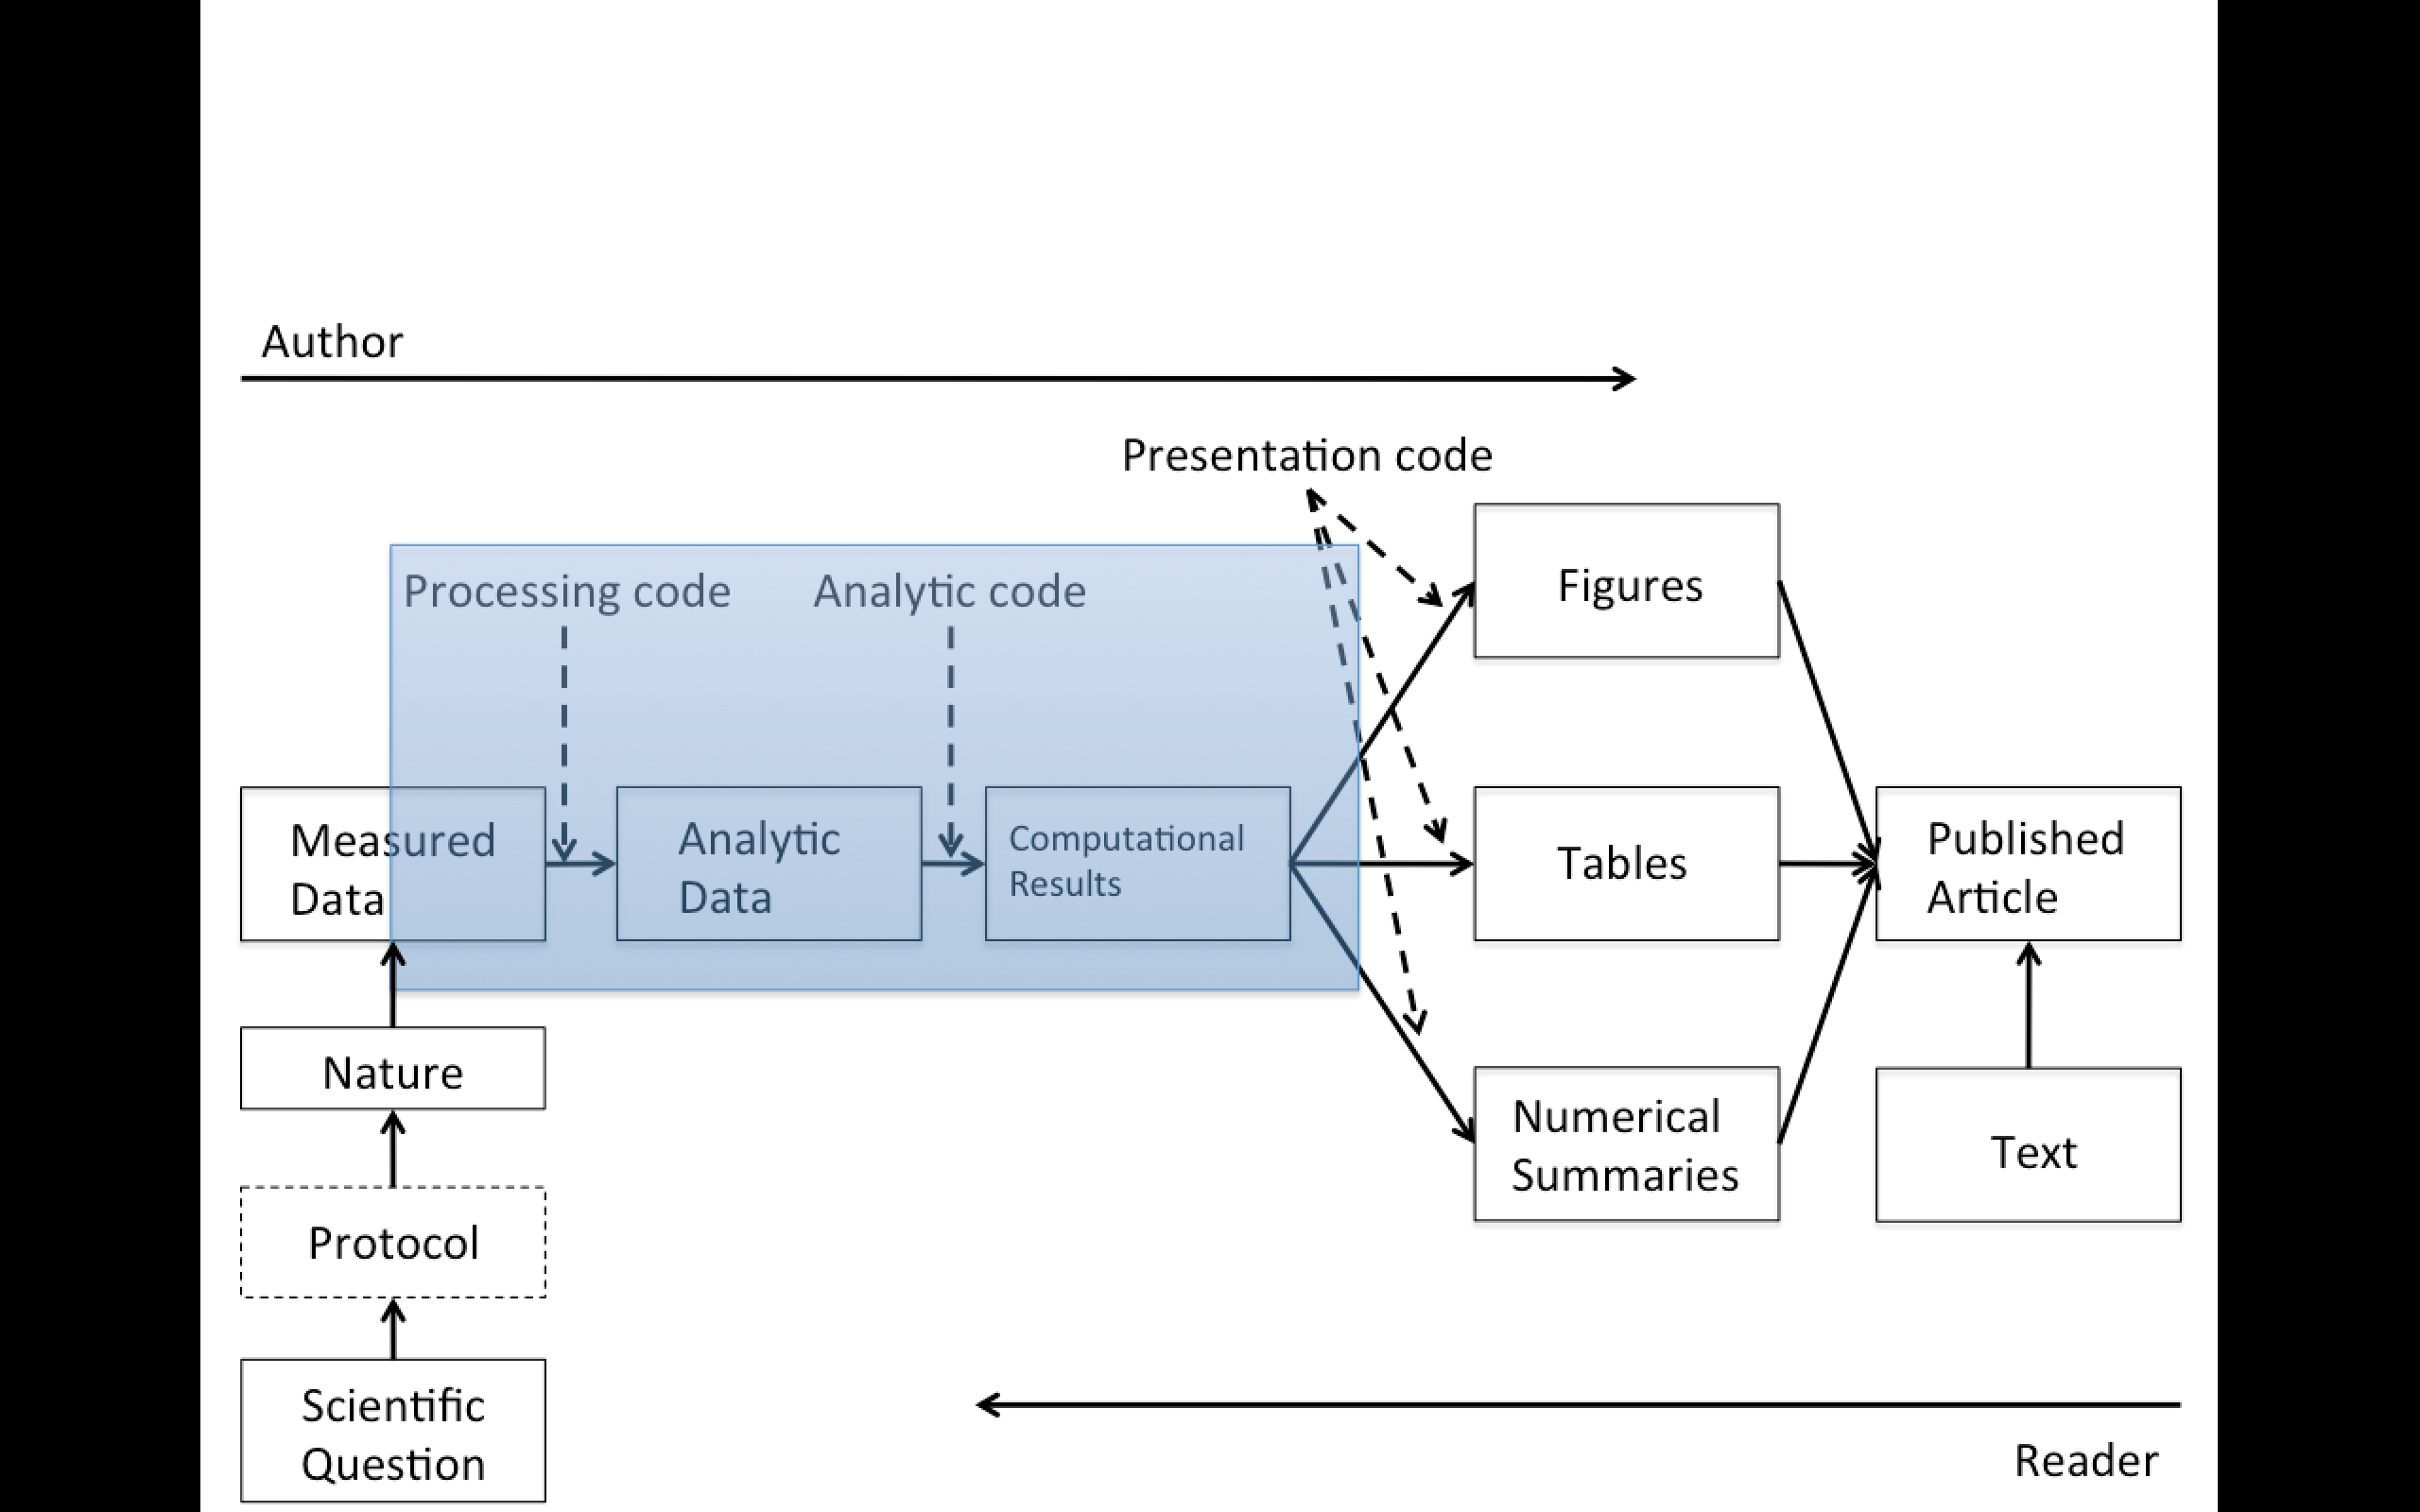 Author
Presentation code
Processing code
Analytic code
Figures
Measured
Data
Analytic
Data
Computational
Results
Tables
Published
Article
Nature
Numerical
Summaries
Text
Protocol
Scientific
Question
Reader